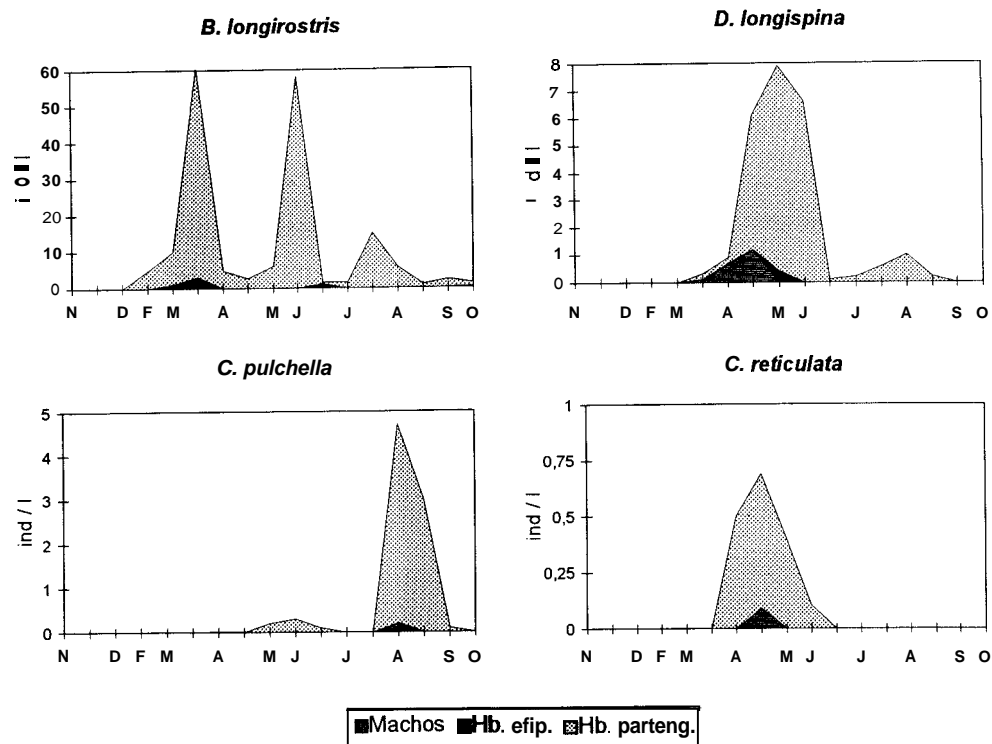 B. longirostris
60
50
40
30
20
10
0
N D F M A M J J A S O
D. longispina
8
7
6
5
4
3
2
1
0
N D F M A M J J A S O
C. pulchella
ind / l
5
4
3
2
1
0
N D F M A M J J A S O
C. reticulata
ind / l
1
0,75
0,5
0,25
0
N D F M A M J A S O
Machos Hb. efip. Hb. parteng.